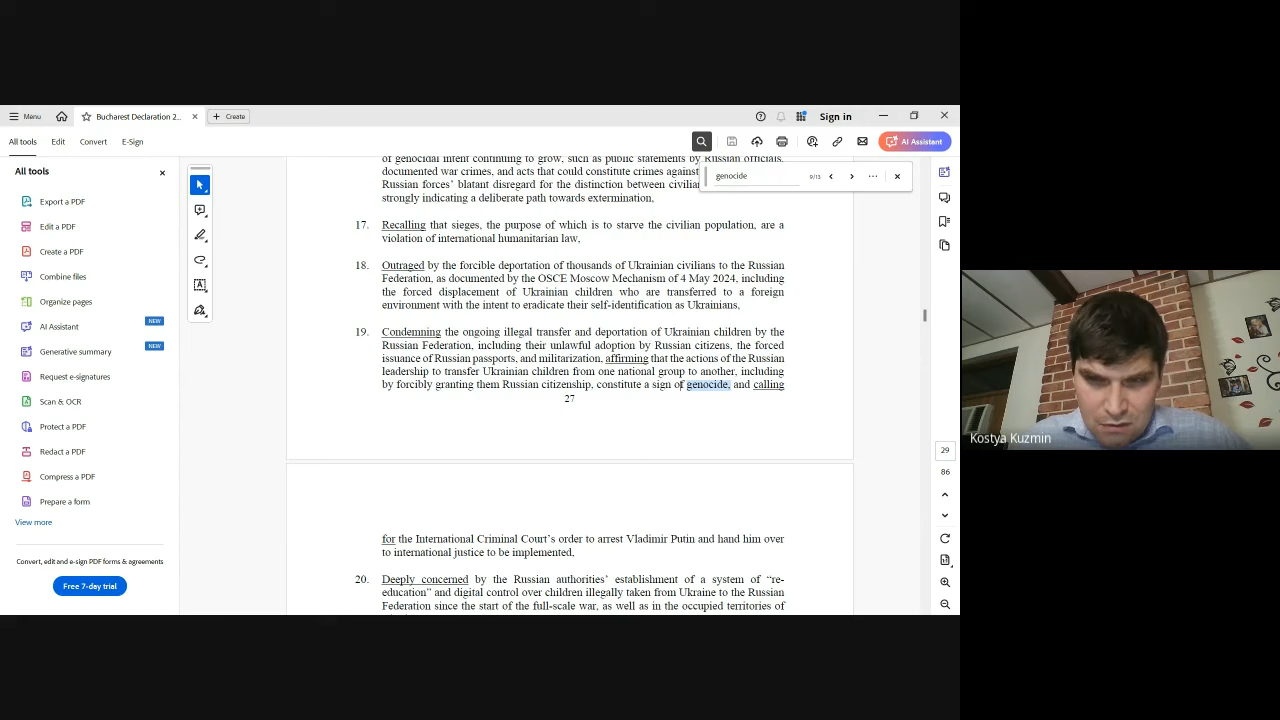 Menu
Bucharest Declaration 2...
Create
Sign in
All tools
Edit
Convert
E-Sign
AI Assistant
All tools
Export a PDF
Edit a PDF
Create a PDF
Combine files
Organize pages
AI Assistant
NEW
Generative summary
NEW
Request e-signatures
Scan & OCR
Protect a PDF
Redact a PDF
Compress a PDF
Prepare a form
View more
Convert, edit and e-sign PDF forms & agreements
Free 7-day trial
genocide
9/13
of genocidal intent continuing to grow, such as public statements by Russian officials,
documented war crimes, and acts that could constitute crimes against
Russian forces' blatant disregard for the distinction between civilian
strongly indicating a deliberate path towards extermination,
17. Recalling that sieges, the purpose of which is to starve the civilian population, are a
violation of international humanitarian law,
18. Outraged by the forcible deportation of thousands of Ukrainian civilians to the Russian
Federation, as documented by the OSCE Moscow Mechanism of 4 May 2024, including
the forced displacement of Ukrainian children who are transferred to a foreign
environment with the intent to eradicate their self-identification as Ukrainians,
19. Condemning the ongoing illegal transfer and deportation of Ukrainian children by the
Russian Federation, including their unlawful adoption by Russian citizens, the forced
issuance of Russian passports, and militarization, affirming that the actions of the Russian
leadership to transfer Ukrainian children from one national group to another, including
by forcibly granting them Russian citizenship, constitute a sign of genocide, and calling
27
for the International Criminal Court's order to arrest Vladimir Putin and hand him over
to international justice to be implemented,
20. Deeply concerned by the Russian authorities' establishment of a system of "re-
education" and digital control over children illegally taken from Ukraine to the Russian
Federation since the start of the full-scale war, as well as in the occupied territories of
29
86
Kostya Kuzmin